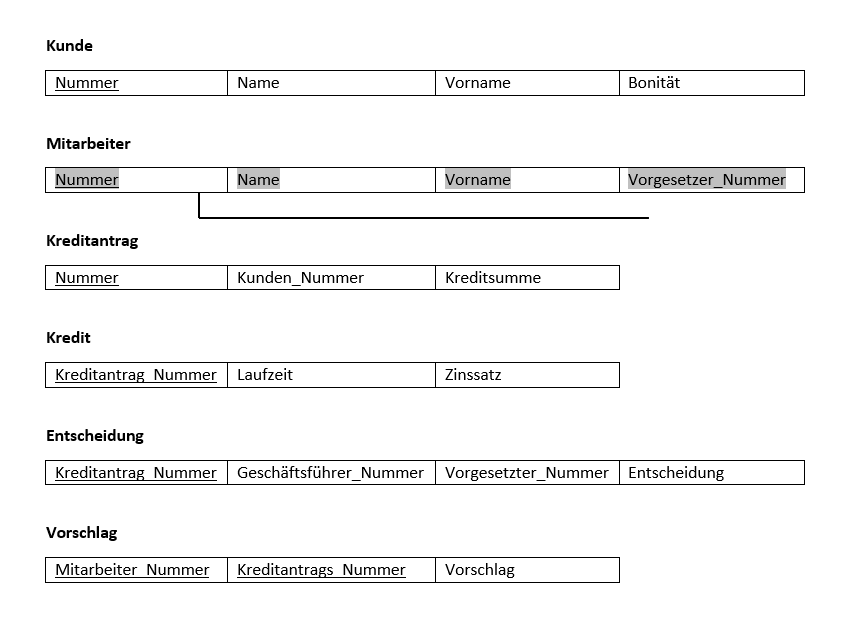 Kunde
Nummer Name Vorname Bonität
Mitarbeiter
Nummer Name Vorname Vorgesetzer_Nummer
Kreditantrag
Nummer Kunden_Nummer Kreditsumme
Kredit
Kreditantrag_Nummer Laufzeit Zinssatz
Entscheidung
Kreditantrag_Nummer Geschäftsführer_Nummer Vorgesetzter_Nummer Entscheidung
Vorschlag
Mitarbeiter_Nummer Kreditantrags_Nummer Vorschlag